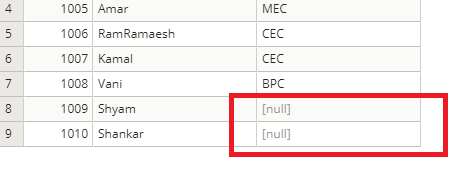 4 1005 Amar MEC
5 1006 RamRamaesh CEC
6 1007 Kamal CEC
7 1008 Vani BPC
8 1009 Shyam [null]
9 1010 Shankar [null]